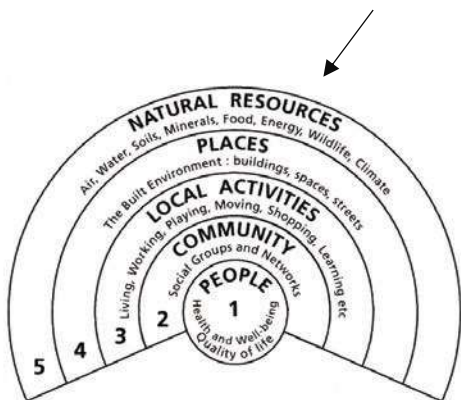 NATURAL RESOURCES
Air, Water, Soils, Minerals, Food, Energy, Wildlife, Climate
PLACES
The Built Environment : buildings, spaces, streets
LOCAL ACTIVITIES
Living, Working, Playing, Moving, Shopping, Learning etc
COMMUNITY
Social Groups and Networks
PEOPLE
1
Health and Well-being
Quality of life
5
4
3
2